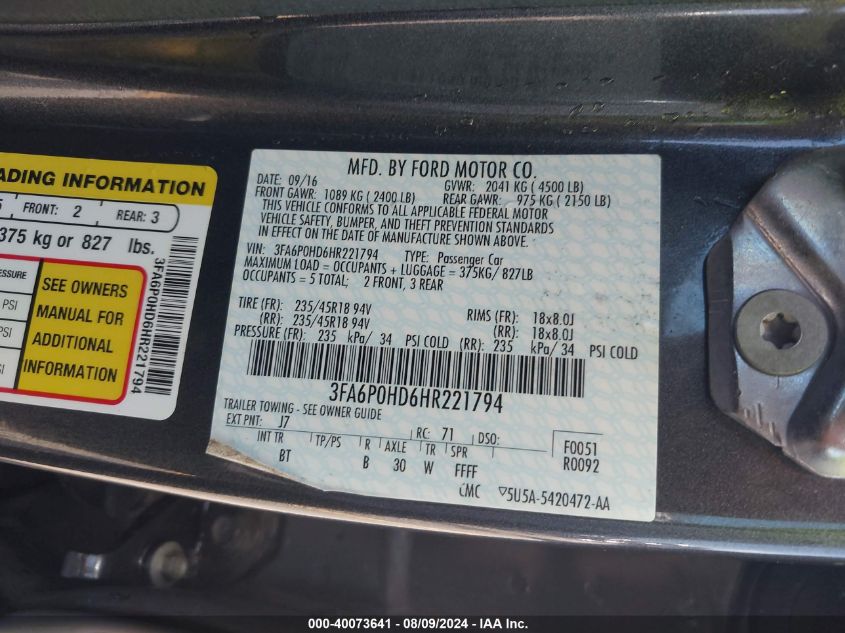 ADING INFORMATION
5 FRONT: 2 REAR: 3
375 kg or 827 lbs.
ESSURE
PSI
PSI
PSI
SEE OWNERS
MANUAL FOR
ADDITIONAL
INFORMATION
3FA6P0HD6HR221794
MFD. BY FORD MOTOR CO.
DATE: 09/16 GVWR: 2041 KG ( 4500 LB)
FRONT GAWR: 1089 KG ( 2400 LB) REAR GAWR: 975 KG ( 2150 LB)
THIS VEHICLE CONFORMS TO ALL APPLICABLE FEDERAL MOTOR
VEHICLE SAFETY, BUMPER, AND THEFT PREVENTION STANDARDS
IN EFFECT ON THE DATE OF MANUFACTURE SHOWN ABOVE.
VIN: 3FA6P0HD6HR221794 TYPE: Passenger Car
MAXIMUM LOAD = OCCUPANTS + LUGGAGE = 375KG/ 827LB
OCCUPANTS = 5 TOTAL; 2 FRONT, 3 REAR
TIRE (FR): 235/45R18 94V RIMS (FR): 18x8.0J
(RR): 235/45R18 94V (RR): 18x8.0J
PRESSURE (FR): 235 kPa/ 34 PSI COLD (RR): 235 kPa/ 34 PSI COLD
3FA6P0HD6HR221794
TRAILER TOWING - SEE OWNER GUIDE
EXT PNT: J7 RC: 71 DSO: F0051
INT TR TP/PS R AXLE TR SPR R0092
BT B 30 W FFFF
CMC ▽5U5A-5420472-AA
000-40073641 - 08/09/2024 - IAA Inc.